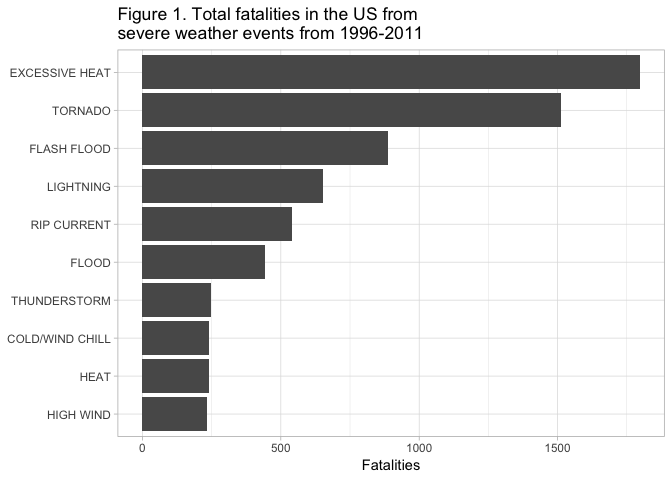 Figure 1. Total fatalities in the US from
severe weather events from 1996-2011
EXCESSIVE HEAT
TORNADO
FLASH FLOOD
LIGHTNING
RIP CURRENT
FLOOD
THUNDERSTORM
COLD/WIND CHILL
HEAT
HIGH WIND
0 500 1000 1500
Fatalities